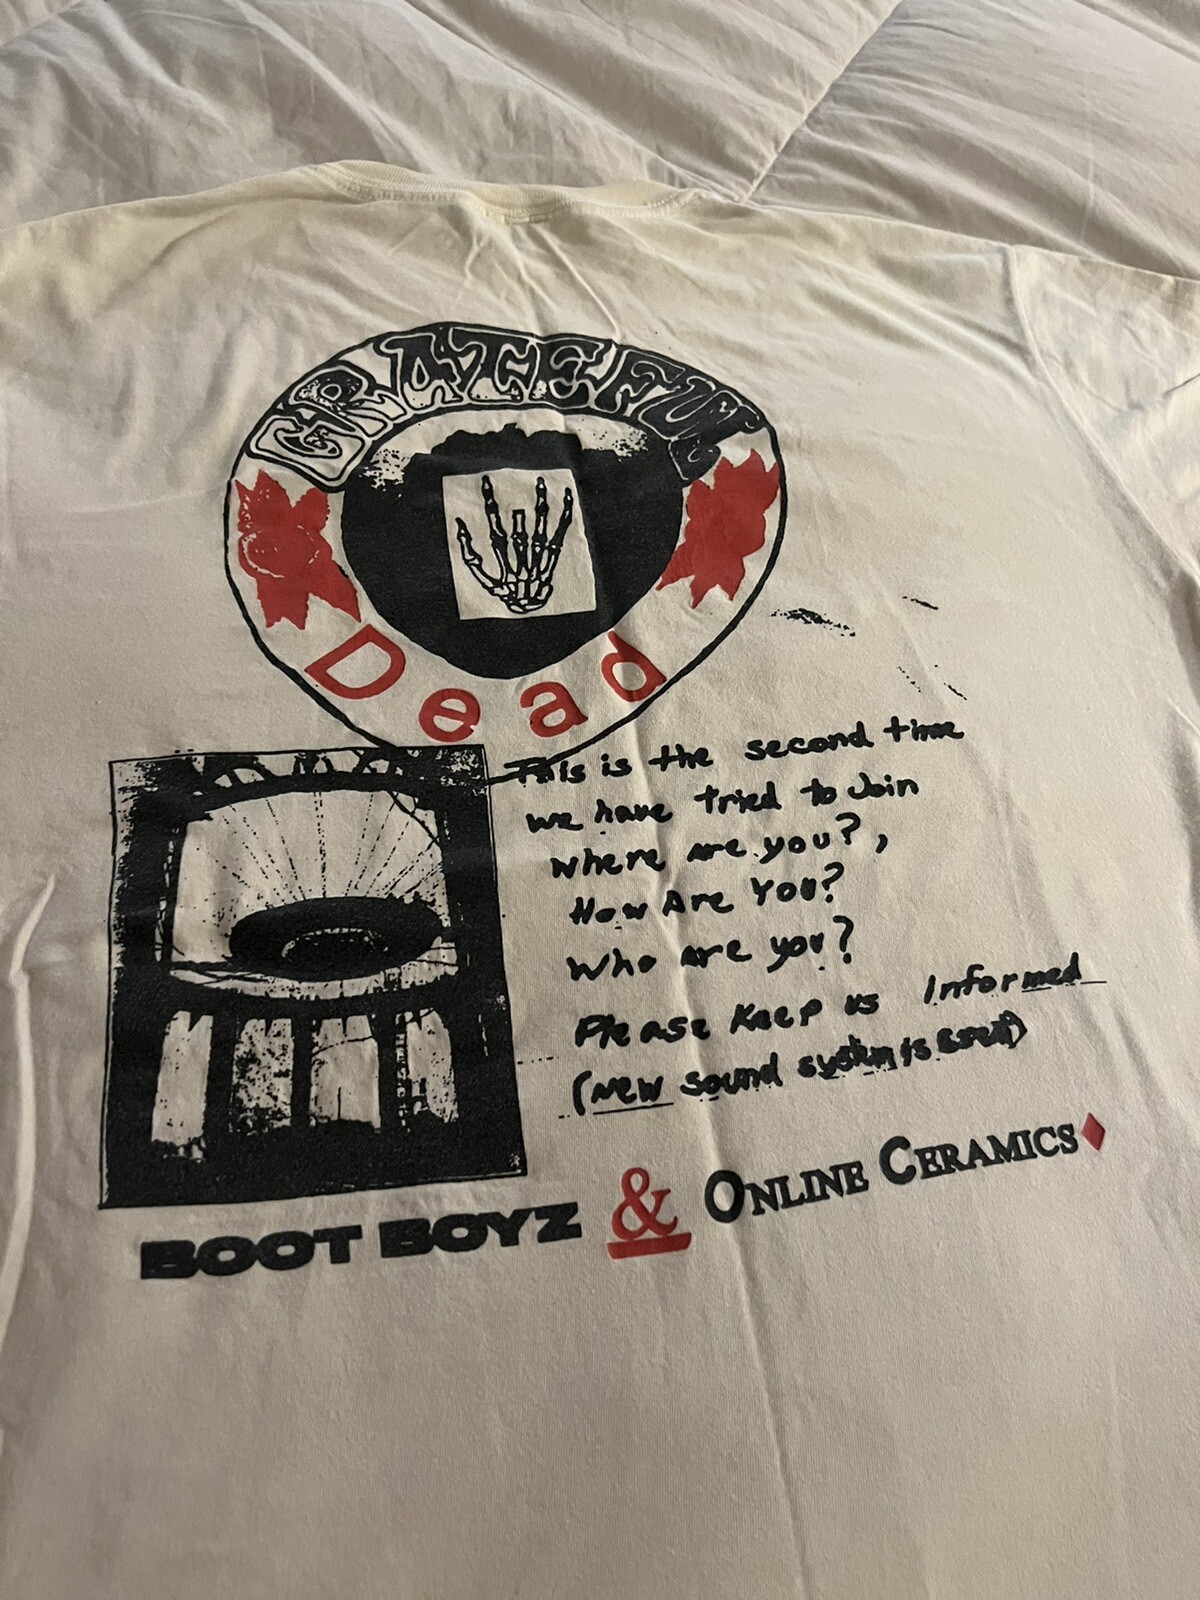 GRATEFUL
Dead
This is the second time
we have tried to Join
Where are you?,
How Are You?
Who are you?
Please Keep us Informed
(New sound system is
BOOT BOYZ & ONLINE CERAMICS